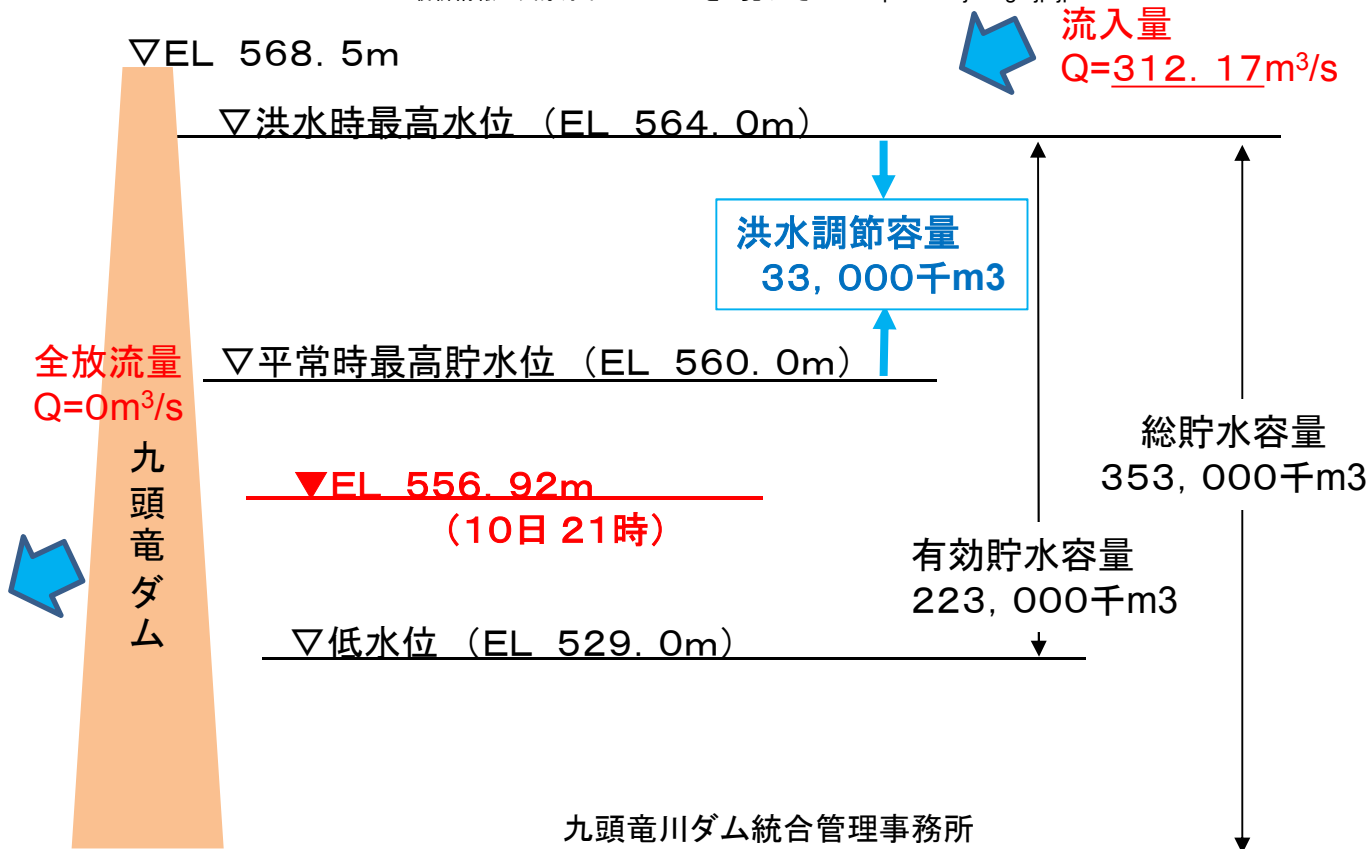 流入量
Q=312.17m³/s
▽EL 568.5m
▽洪水時最高水位 (EL 564.0m)
洪水調節容量
33,000千m3
全放流量
Q=0m³/s
▽平常時最高貯水位 (EL 560.0m)
総貯水容量
353,000千m3
九頭竜ダム
▼EL 556.92m
(10日 21時)
有効貯水容量
223,000千m3
▽低水位 (EL 529.0m)
九頭竜川ダム統合管理事務所